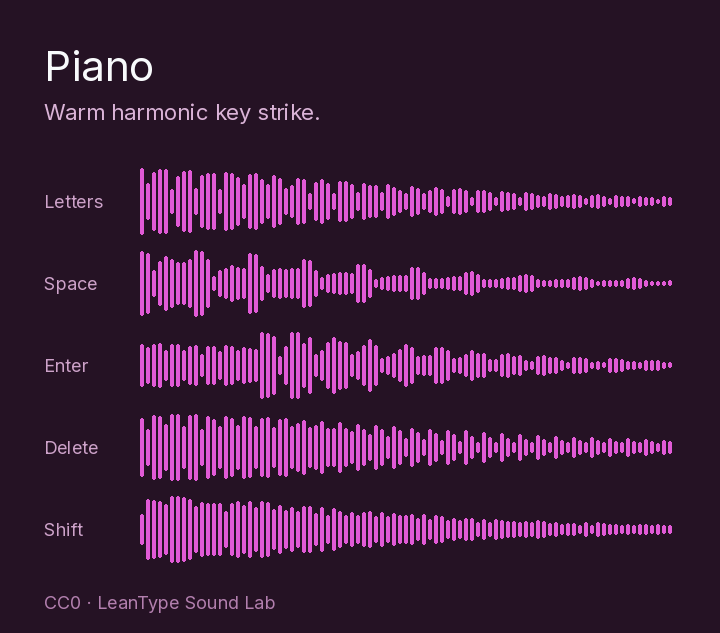 Piano
Warm harmonic key strike.
Letters
Space
Enter
Delete
Shift
CC0 · LeanType Sound Lab